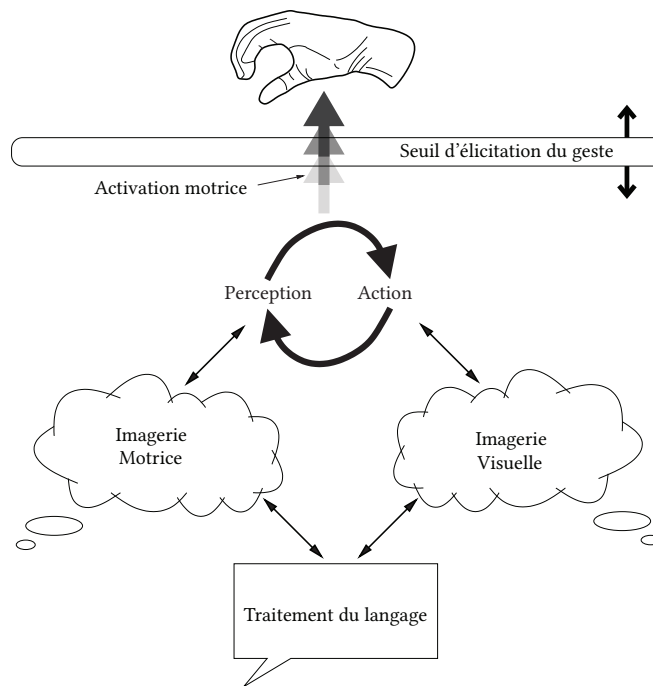 Seuil d'élicitation du geste
Activation motrice
Perception
Action
Imagerie
Motrice
Imagerie
Visuelle
Traitement du langage